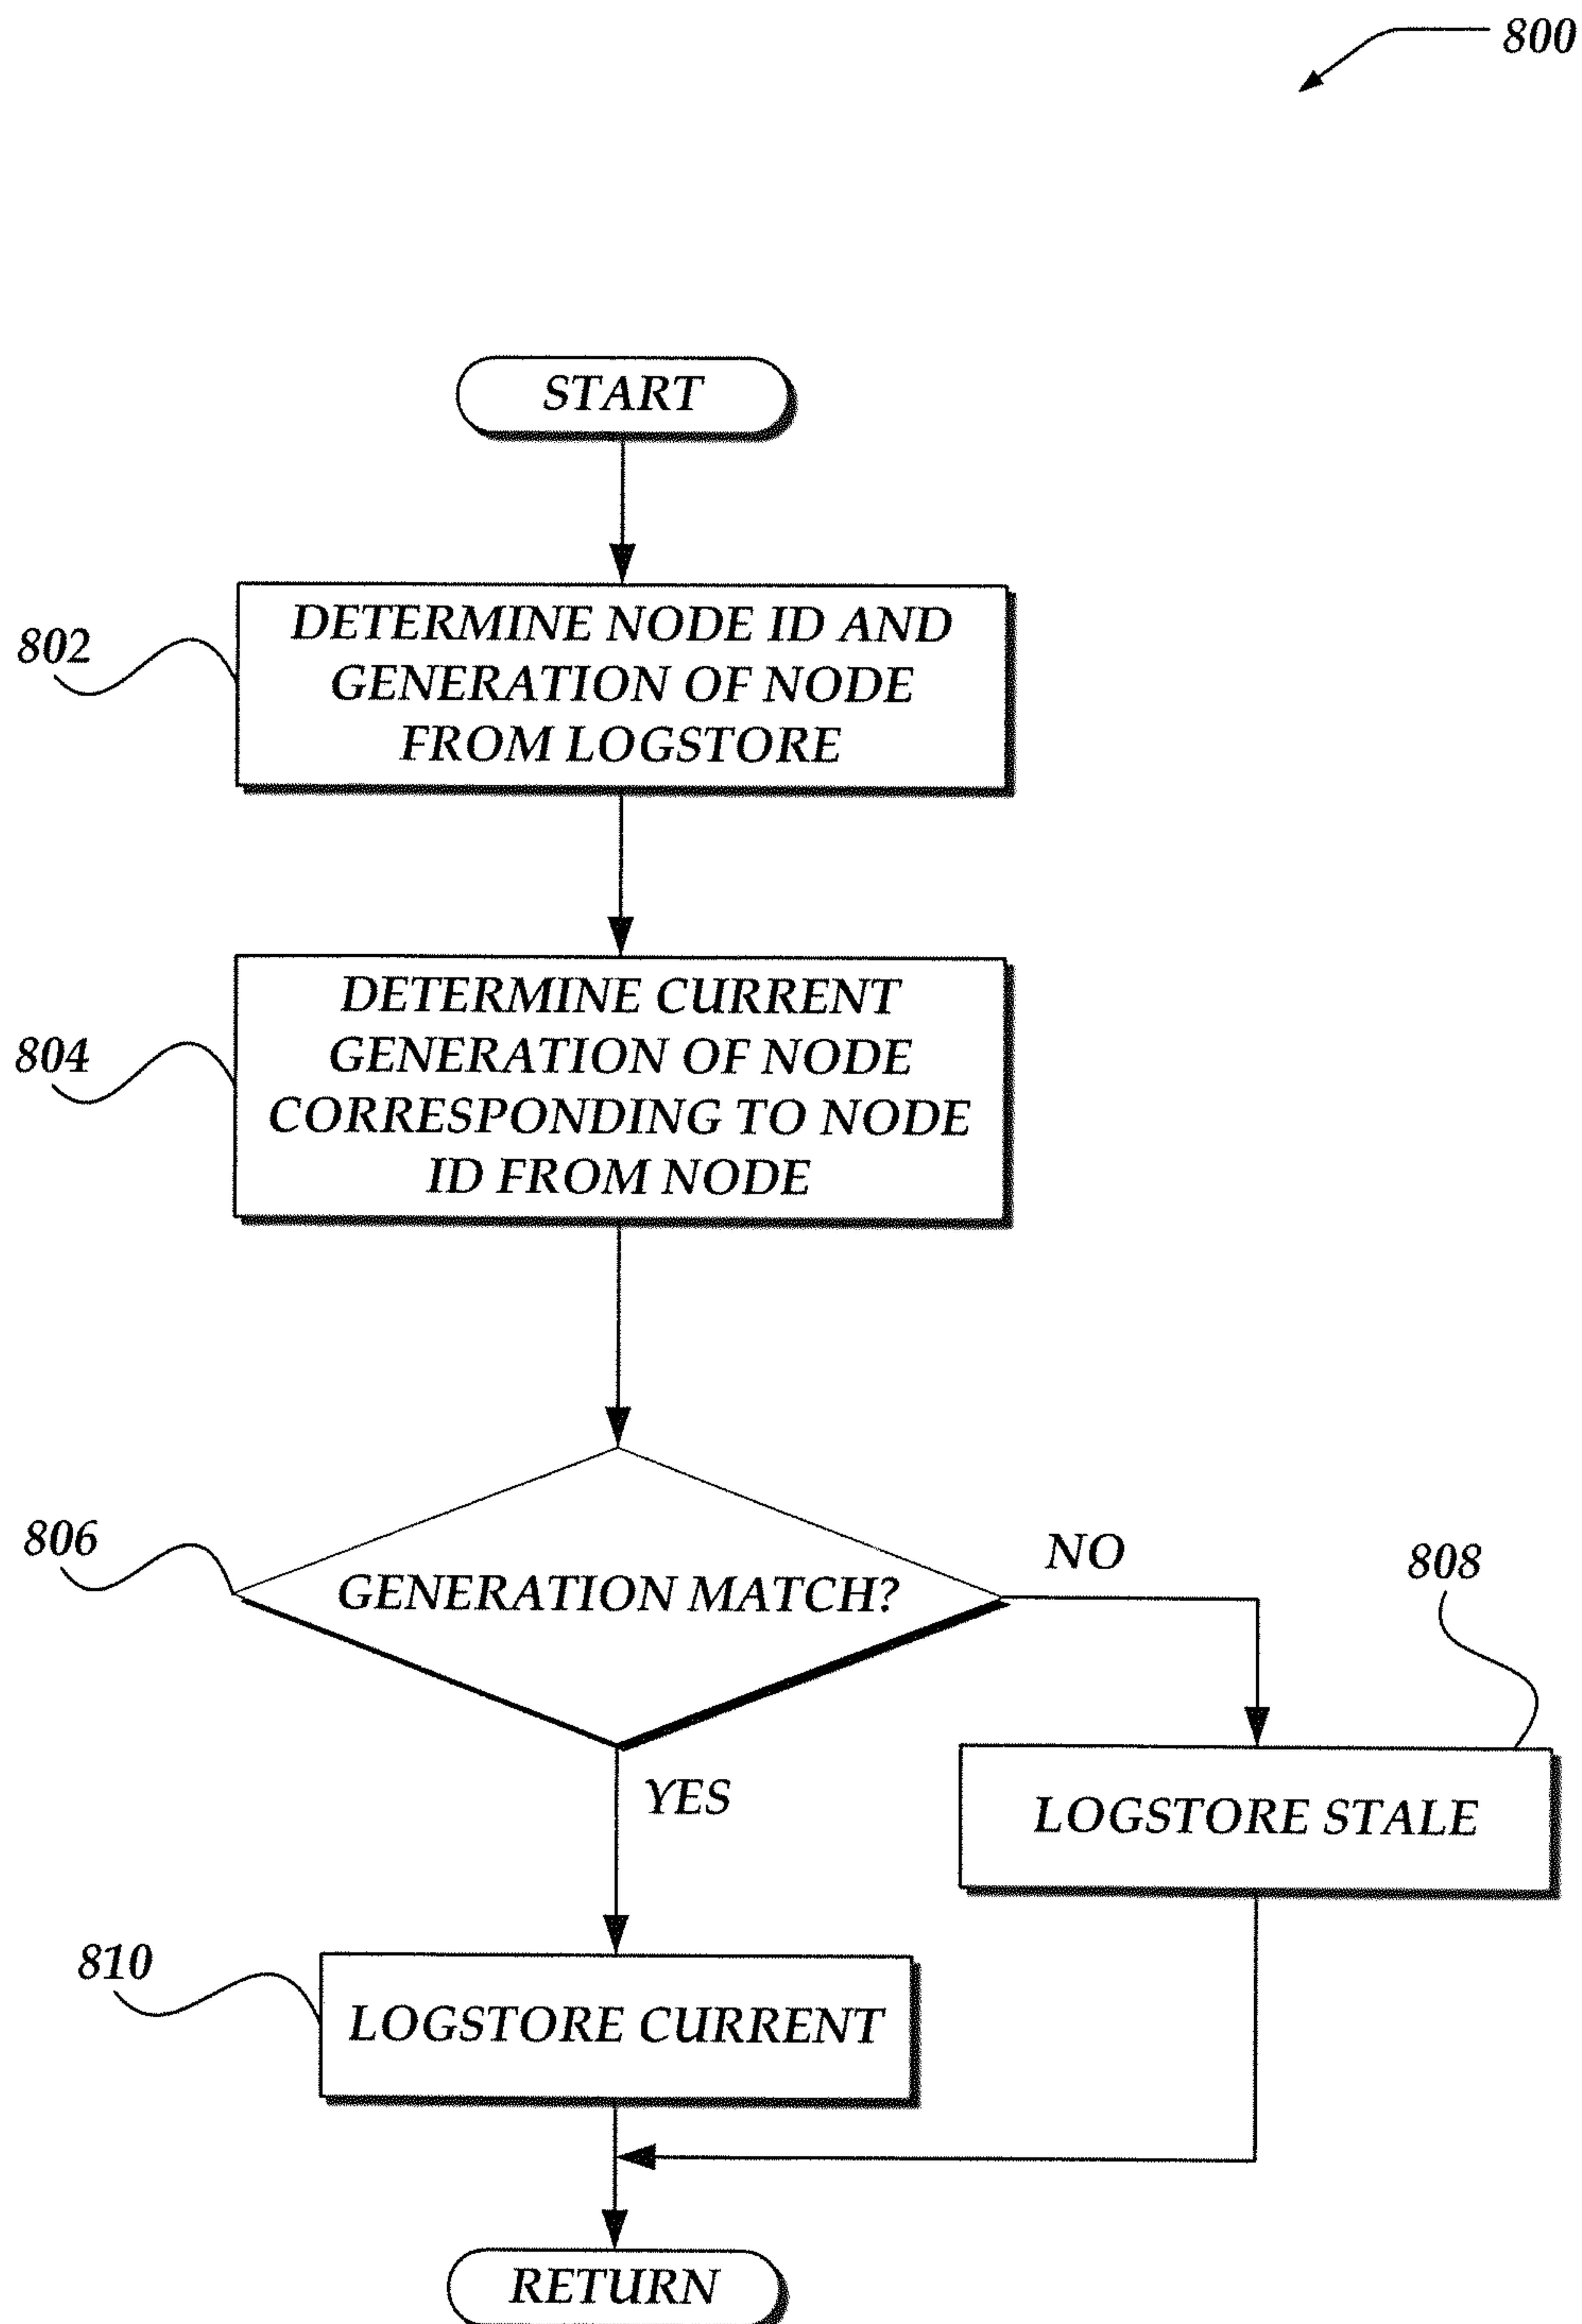 800
START
802
DETERMINE NODE ID AND
GENERATION OF NODE
FROM LOGSTORE
804
DETERMINE CURRENT
GENERATION OF NODE
CORRESPONDING TO NODE
ID FROM NODE
806
GENERATION MATCH?
NO
808
YES
LOGSTORE STALE
810
LOGSTORE CURRENT
RETURN